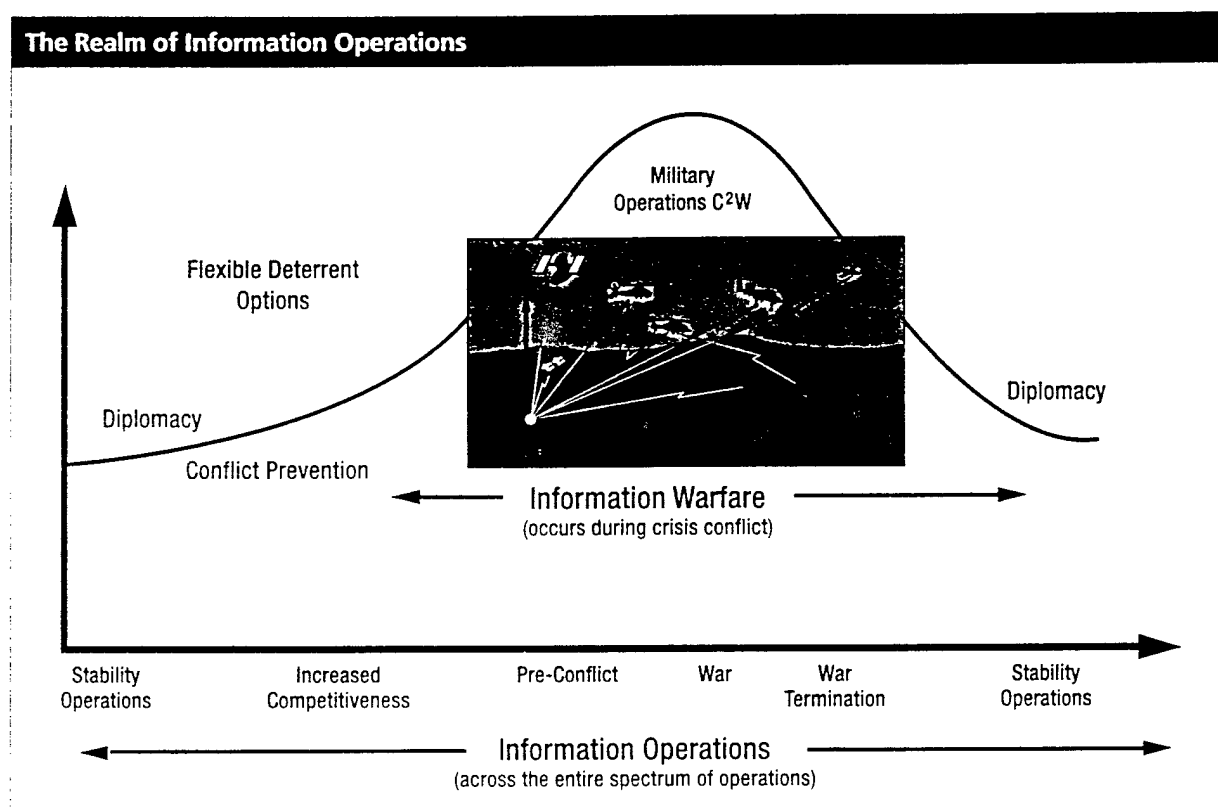 The Realm of Information Operations
Military
Operations C²W
Flexible Deterrent
Options
Diplomacy
Diplomacy
Conflict Prevention
Information Warfare
(occurs during crisis conflict)
Stability
Operations
Increased
Competitiveness
Pre-Conflict
War
War
Termination
Stability
Operations
Information Operations
(across the entire spectrum of operations)